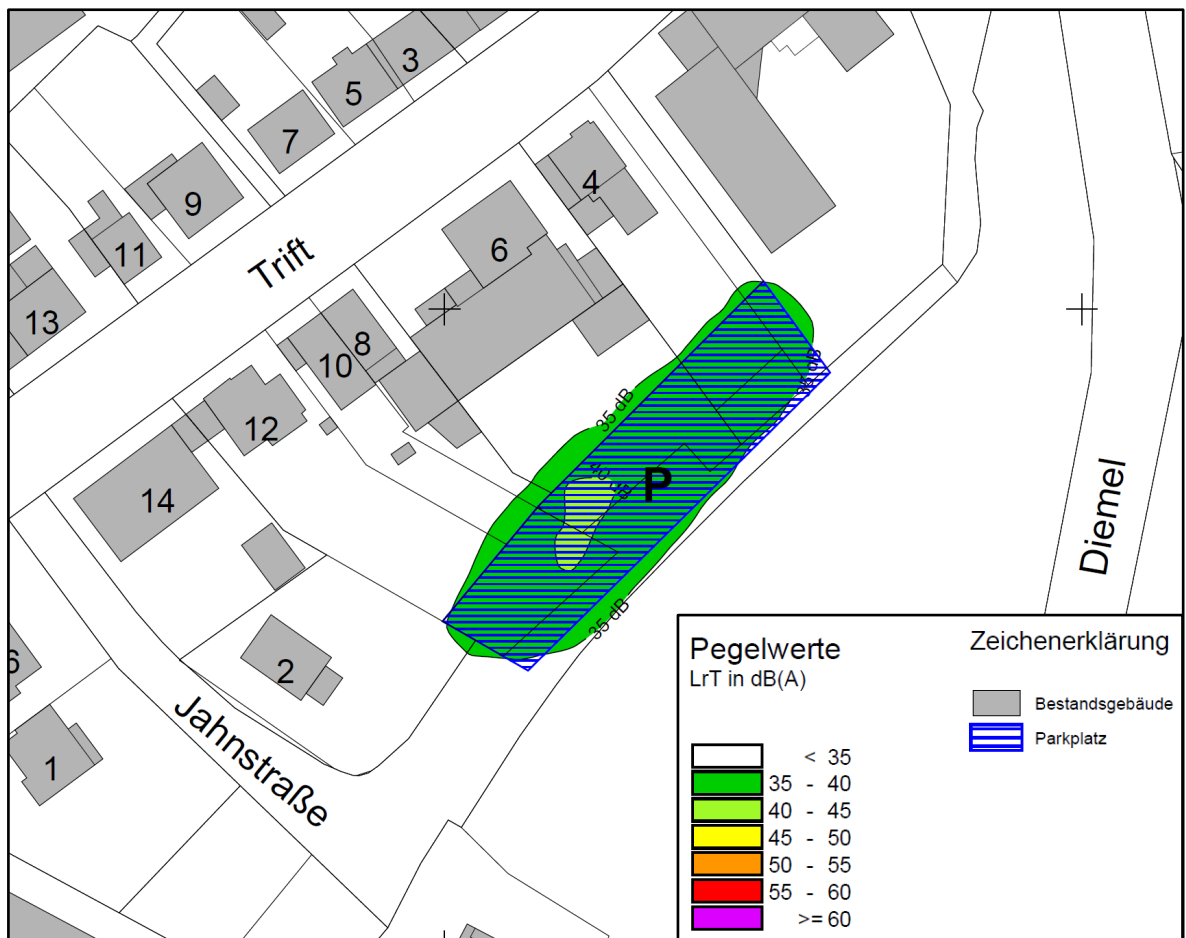 3
5
7
4
9
6
11
Trift
13
8
10
35 dB
35 dB
12
40 dB
P
14
Diemel
35 dB
6
2
1
Jahnstraße
Pegelwerte
LrT in dB(A)
< 35
35 - 40
40 - 45
45 - 50
50 - 55
55 - 60
>= 60
Zeichenerklärung
Bestandsgebäude
Parkplatz